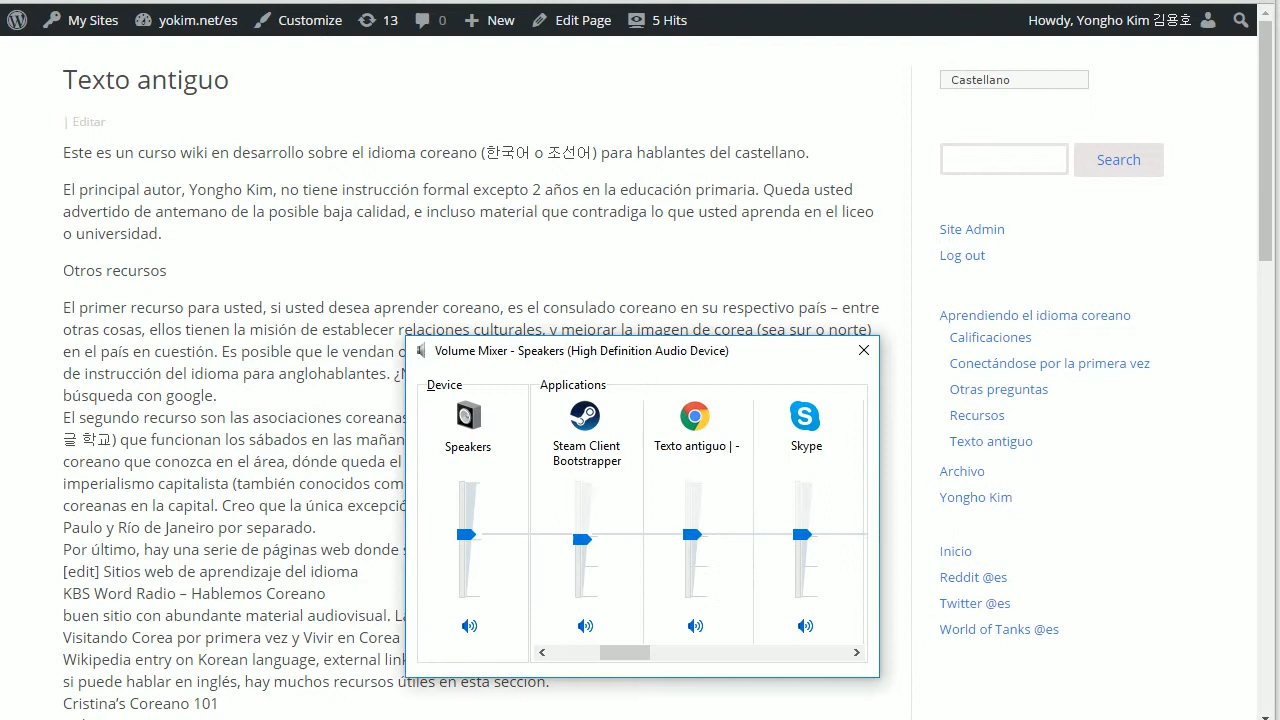 My Sites yokim.net/es Customize 13 0 New Edit Page 5 Hits Howdy, Yongho Kim 김용호
Texto antiguo
| Editar
Este es un curso wiki en desarrollo sobre el idioma coreano (한국어 o 조선어) para hablantes del castellano.
El principal autor, Yongho Kim, no tiene instrucción formal excepto 2 años en la educación primaria. Queda usted
advertido de antemano de la posible baja calidad, e incluso material que contradiga lo que usted aprenda en el liceo
o universidad.
Otros recursos
El primer recurso para usted, si usted desea aprender coreano, es el consulado coreano en su respectivo país – entre
otras cosas, ellos tienen la misión de establecer relaciones culturales, y mejorar la imagen de corea (sea sur o norte)
en el país en cuestión. Es posible que le vendan o
de instrucción del idioma para anglohablantes. ¿N
búsqueda con google.
El segundo recurso son las asociaciones coreanas
글 학교) que funcionan los sábados en las mañan
coreano que conozca en el área, dónde queda el
imperialismo capitalista (también conocidos com
coreanas en la capital. Creo que la única excepció
Paulo y Río de Janeiro por separado.
Por último, hay una serie de páginas web donde s
[edit] Sitios web de aprendizaje del idioma
KBS Word Radio – Hablemos Coreano
buen sitio con abundante material audiovisual. La
Visitando Corea por primera vez y Vivir en Corea
Wikipedia entry on Korean language, external link
si puede hablar en inglés, hay muchos recursos útiles en esta sección.
Cristina's Coreano 101
Volume Mixer - Speakers (High Definition Audio Device)
Device
Applications
Speakers
Steam Client
Bootstrapper
Texto antiguo | -
Skype
Castellano
Search
Site Admin
Log out
Aprendiendo el idioma coreano
Calificaciones
Conectándose por la primera vez
Otras preguntas
Recursos
Texto antiguo
Archivo
Yongho Kim
Inicio
Reddit @es
Twitter @es
World of Tanks @es